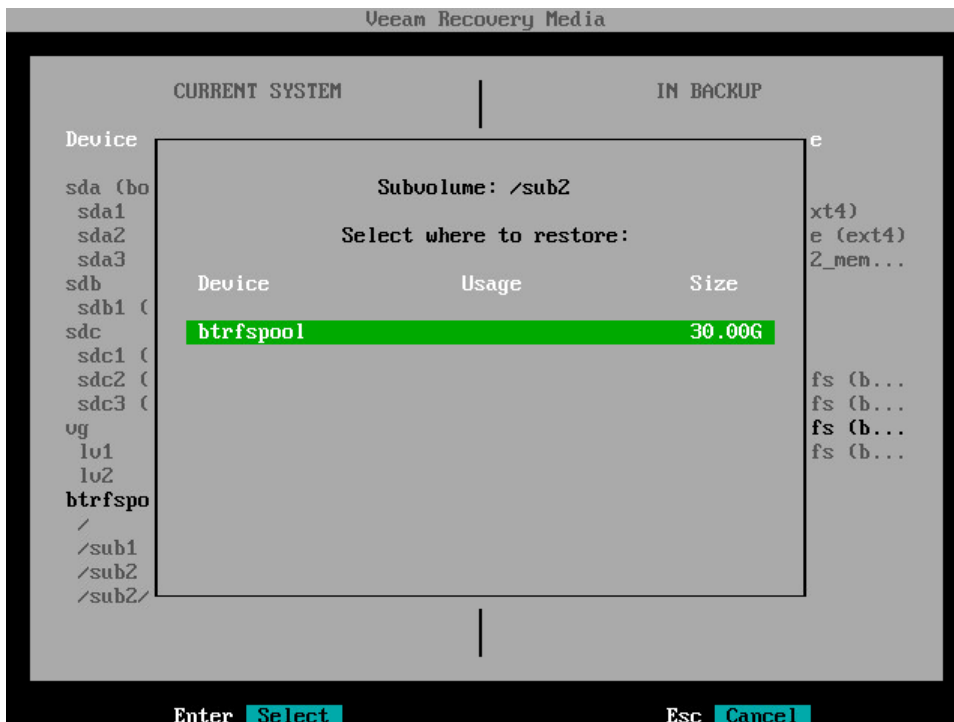 Veeam Recovery Media
CURRENT SYSTEM IN BACKUP
Device e
Subvolume: /sub2
sda (bo
sda1 xt4)
Select where to restore:
sda2 e (ext4)
sda3 2_mem...
Device Usage Size
sdb
sdb1 (
btrfspool 30.00G
sdc
sdc1 (
sdc2 ( fs (b...
sdc3 ( fs (b...
vg fs (b...
lv1 fs (b...
lv2
btrfspo
/
/sub1
/sub2
/sub2/
Enter Select Esc Cancel